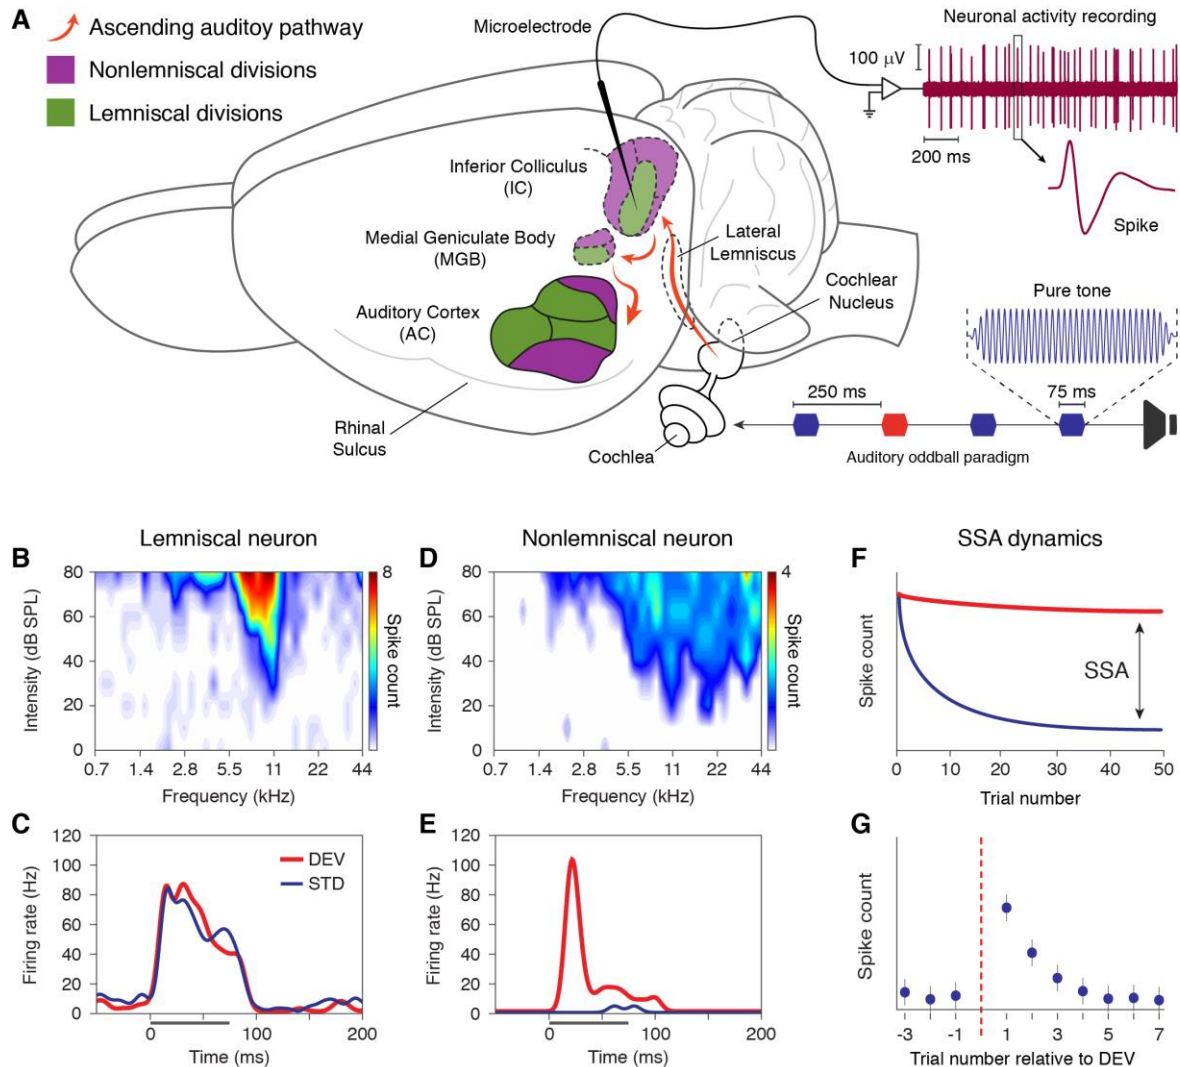 A
Ascending auditoy pathway
Nonlemniscal divisions
Lemniscal divisions
Microelectrode
Neuronal activity recording
100 μV
200 ms
Spike
Inferior Colliculus
(IC)
Medial Geniculate Body
(MGB)
Auditory Cortex
(AC)
Lateral
Lemniscus
Cochlear
Nucleus
Rhinal
Sulcus
Cochlea
Pure tone
250 ms
75 ms
Auditory oddball paradigm
B
Lemniscal neuron
80
60
40
20
0
Intensity (dB SPL)
0.7 1.4 2.8 5.5 11 22 44
Frequency (kHz)
8
4
0
Spike count
D
Nonlemniscal neuron
80
60
40
20
0
Intensity (dB SPL)
0.7 1.4 2.8 5.5 11 22 44
Frequency (kHz)
4
2
0
Spike count
F
SSA dynamics
Spike count
SSA
0 10 20 30 40 50
Trial number
C
120
100
80
60
40
20
0
Firing rate (Hz)
DEV
STD
0 100 200
Time (ms)
E
120
100
80
60
40
20
0
Firing rate (Hz)
0 100 200
Time (ms)
G
Spike count
-3 -1 1 3 5 7
Trial number relative to DEV